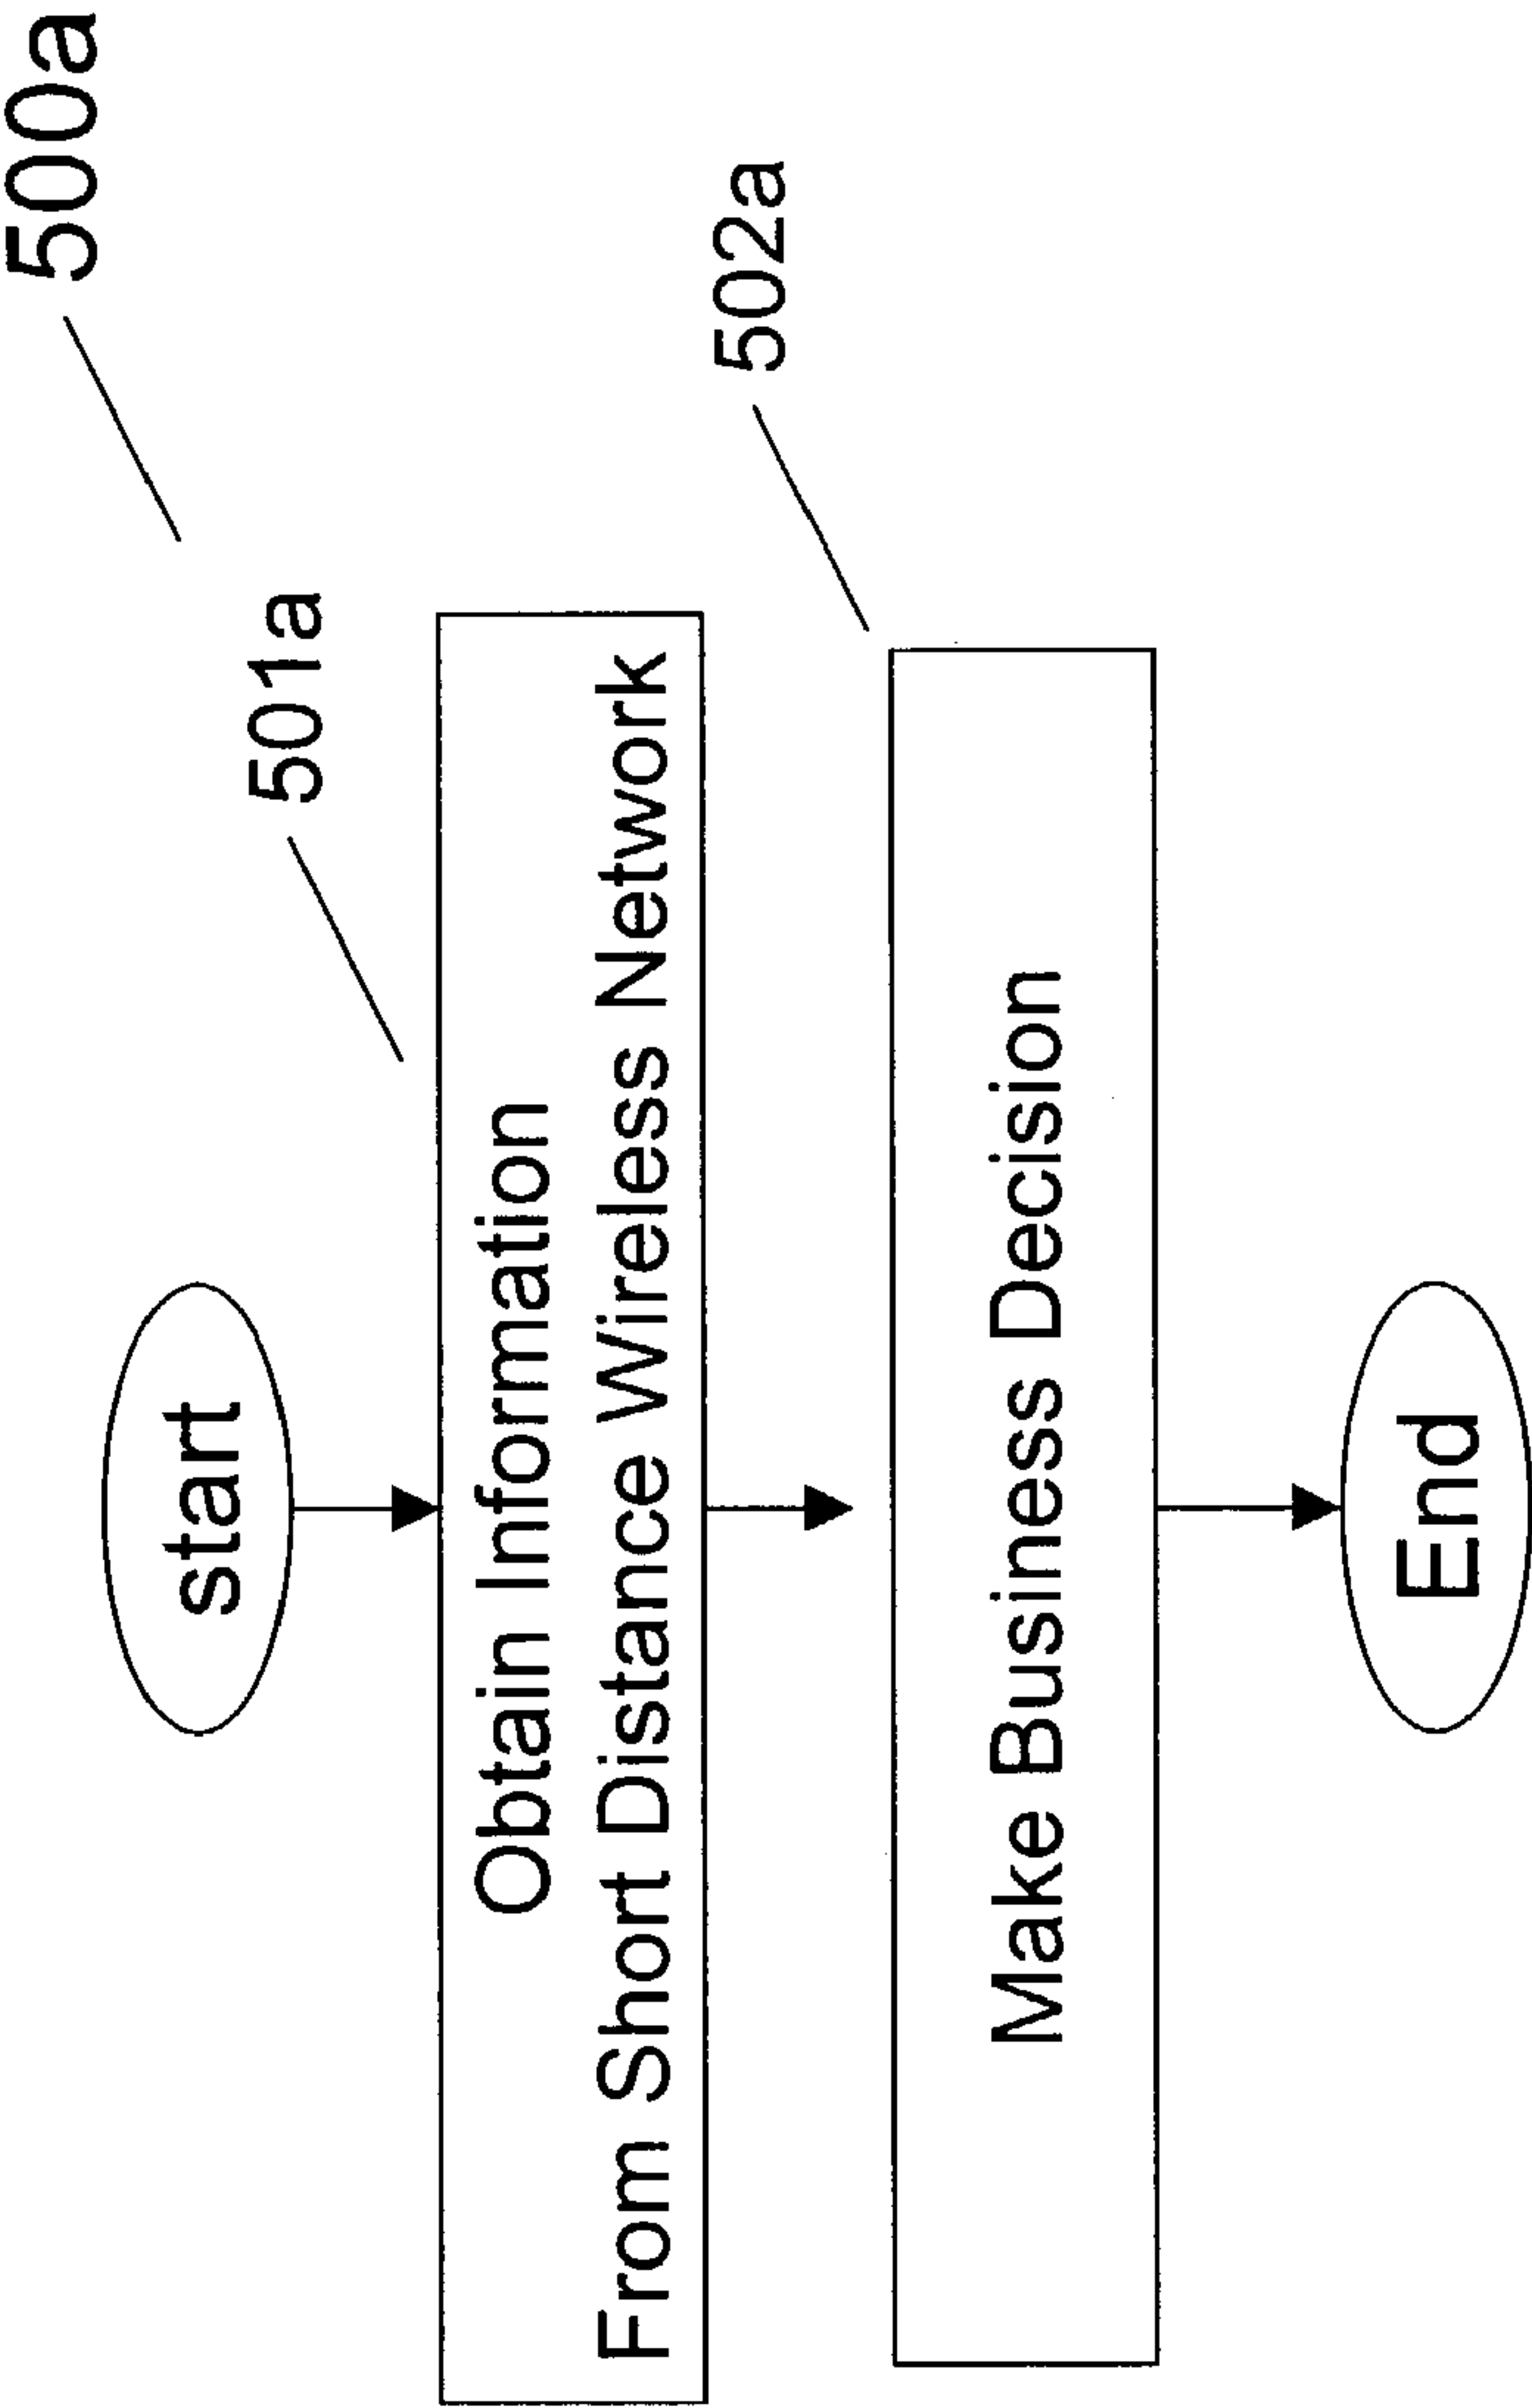 500a
start
501a
Obtain Information
From Short Distance Wireless Network
502a
Make Business Decision
End